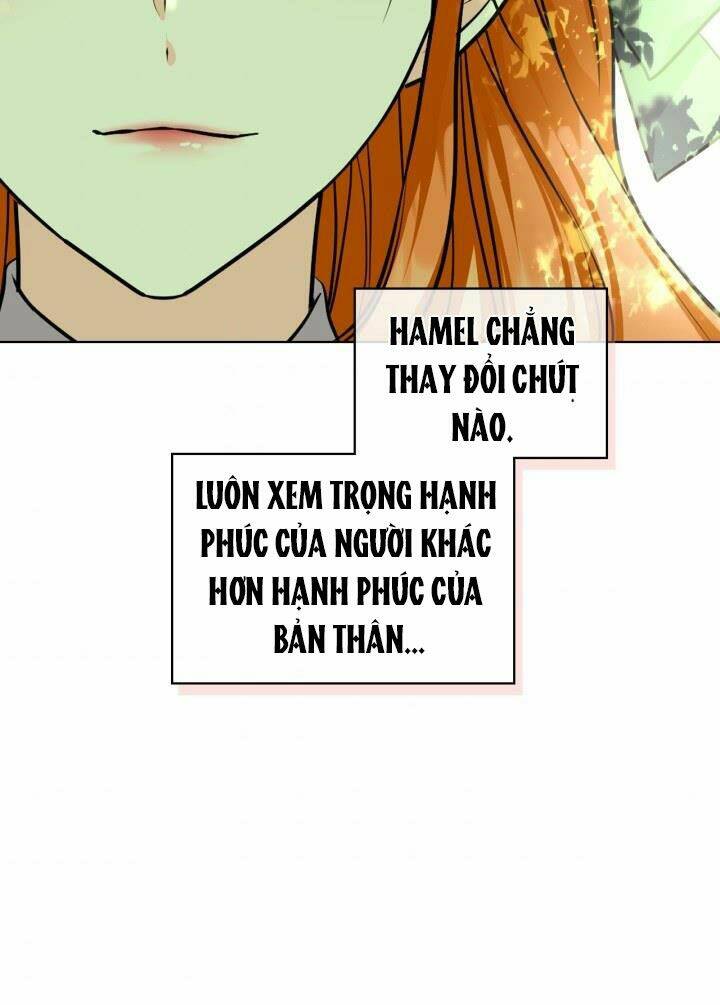 HAMEL CHẲNG
THAY ĐỔI CHÚT
NÀO.
LUÔN XEM TRỌNG HẠNH
PHÚC CỦA NGƯỜI KHÁC
HƠN HẠNH PHÚC CỦA
BẢN THÂN...